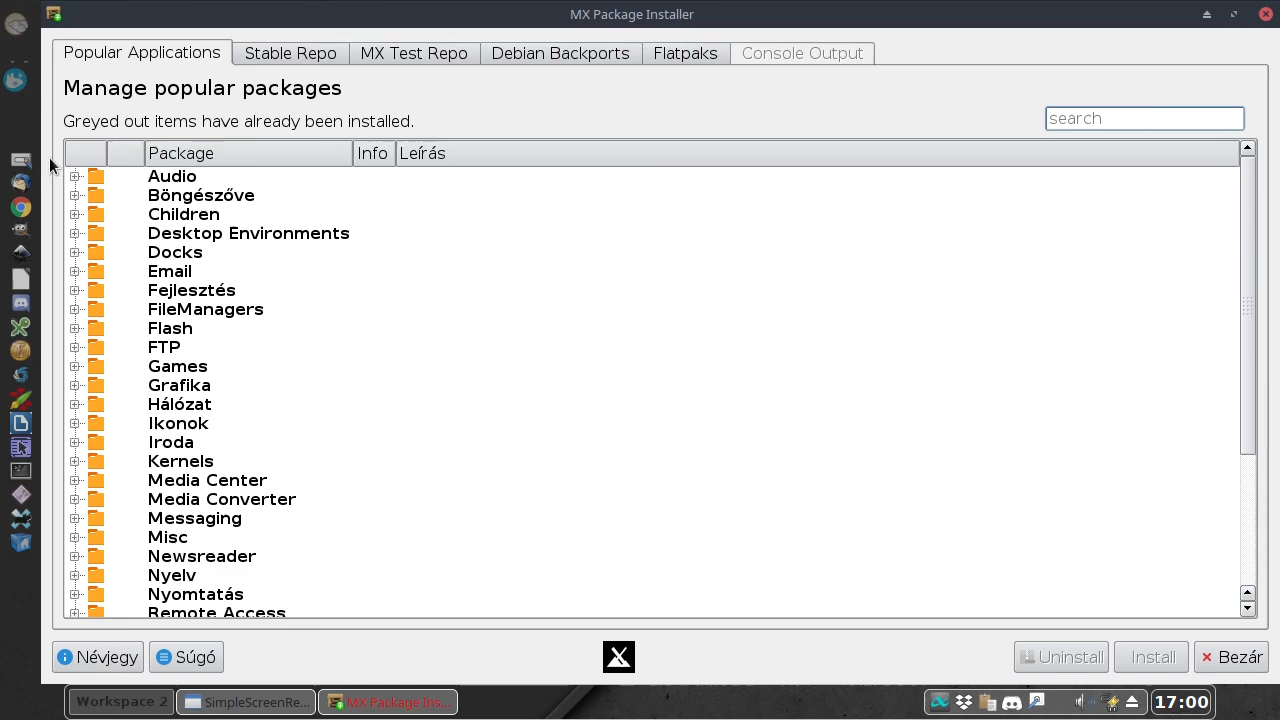 MX Package Installer
Popular Applications
Stable Repo
MX Test Repo
Debian Backports
Flatpaks
Console Output
Manage popular packages
Greyed out items have already been installed.
search
Package
Info
Leírás
Audio
Böngészőve
Children
Desktop Environments
Docks
Email
Fejlesztés
FileManagers
Flash
FTP
Games
Grafika
Hálózat
Ikonok
Iroda
Kernels
Media Center
Media Converter
Messaging
Misc
Newsreader
Nyelv
Nyomtatás
Remote Access
Névjegy
Súgó
Uninstall
Install
Bezár
Workspace 2
SimpleScreenRe...
MX Package Ins...
17:00